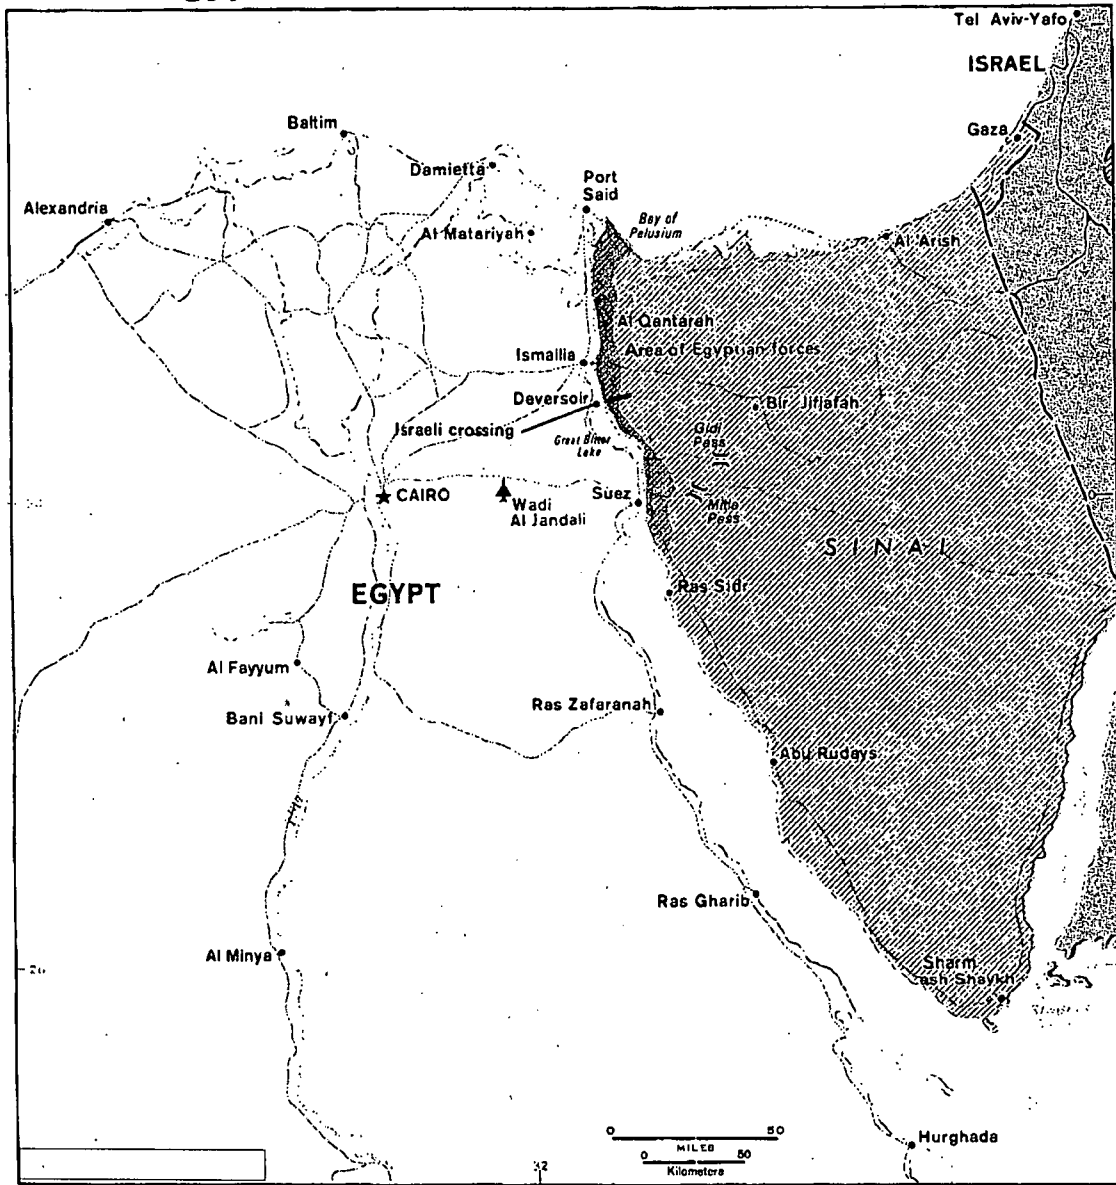 Tel Aviv-Yafo
ISRAEL
Baltim
Gaza
Damietta
Port
Said
Alexandria
Al Matariyah
Bay of
Pelusium
Al Arish
Al Qantarah
Ismailia
Area of Egyptian forces
Deversoir
Bir Jifjafah
Israeli crossing
Great Bitter
Lake
Gidi
Pass
CAIRO
Wadi
Al Jandali
Suez
Mitla
Pass
SINAI
EGYPT
Ras Sidr
Al Fayyum
Bani Suwayf
Ras Zafaranah
Abu Rudays
Ras Gharib
Al Minya
Sharm
ash Shaykh
26
0 50
MILES
0 50
Kilometers
Hurghada
32